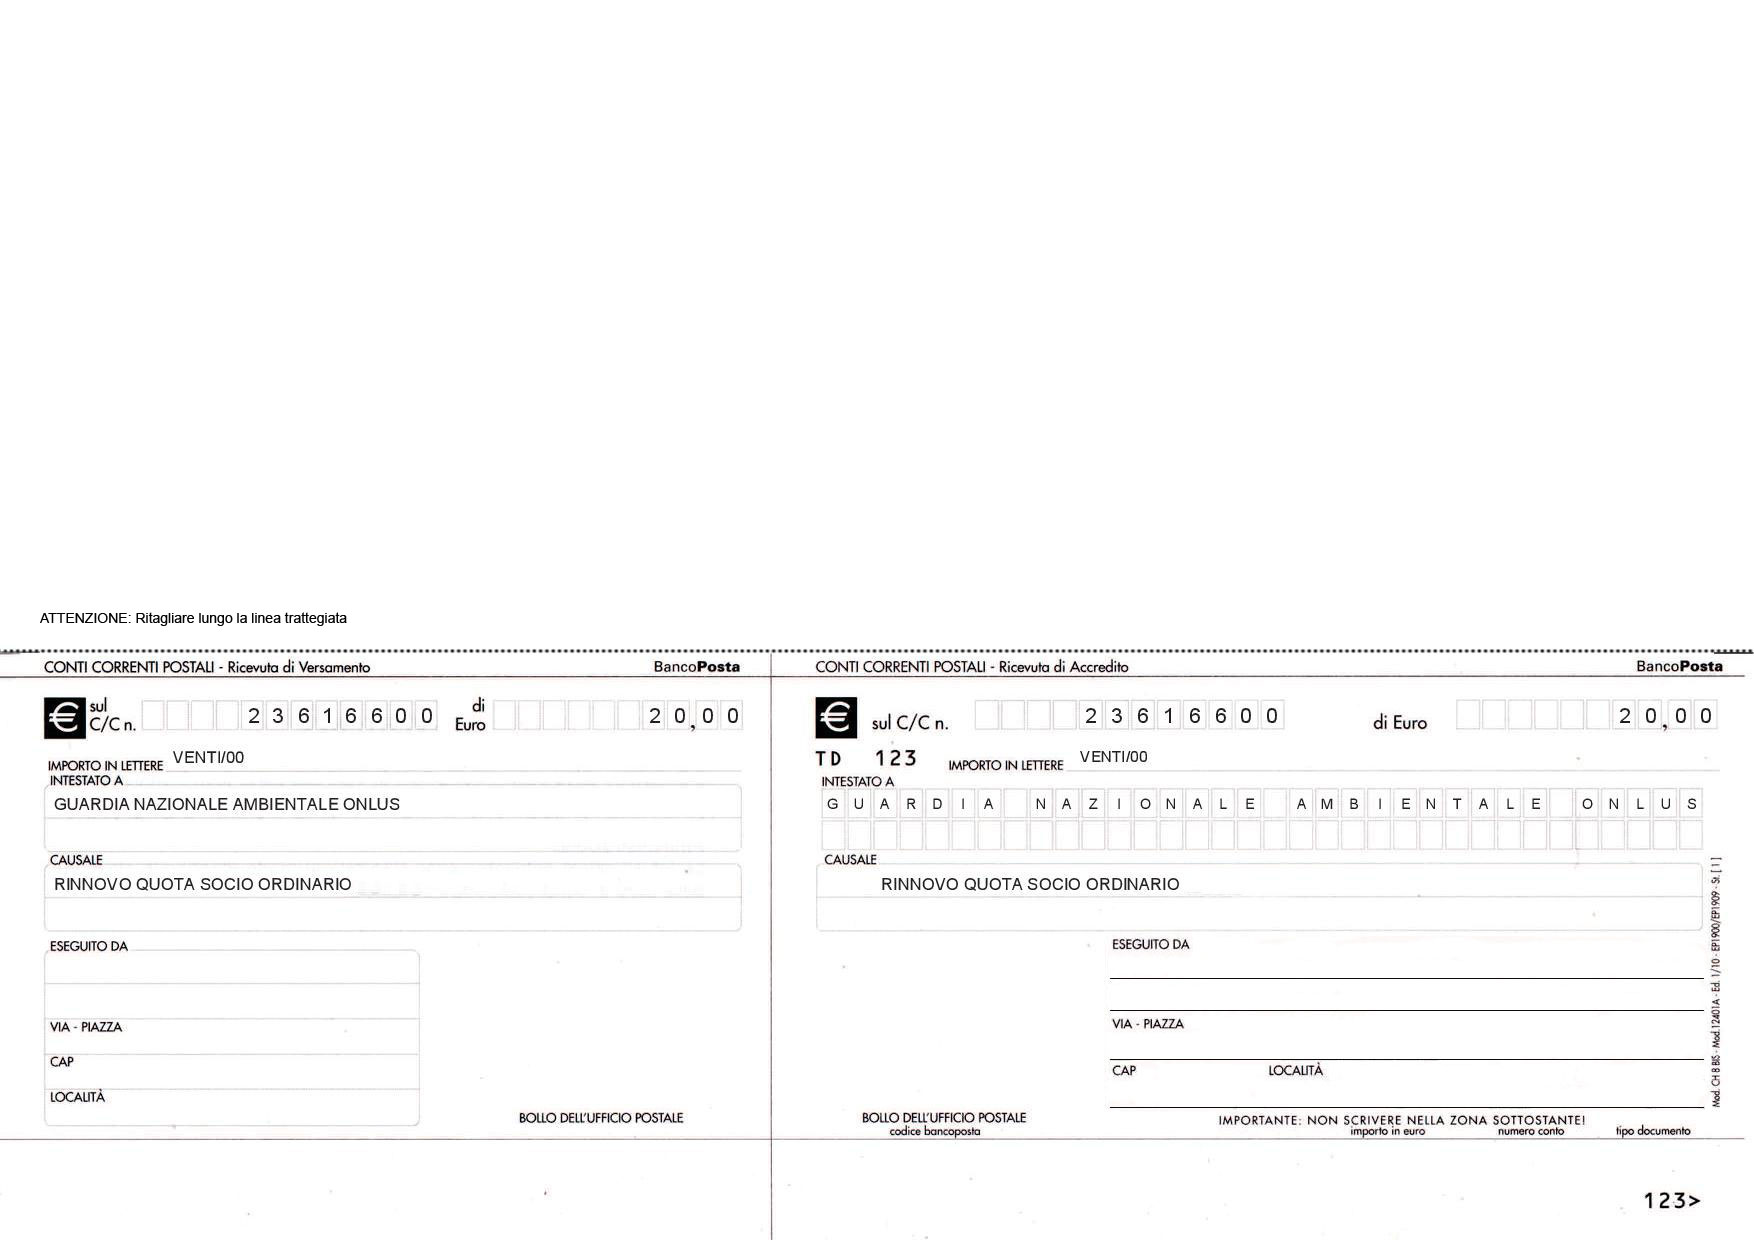 ATTENZIONE: Ritagliare lungo la linea trattegiata
CONTI CORRENTI POSTALI - Ricevuta di Versamento
BancoPosta
€ sul C/C n. 23616600 di Euro 20,00
IMPORTO IN LETTERE VENTI/00
INTESTATO A
GUARDIA NAZIONALE AMBIENTALE ONLUS
CAUSALE
RINNOVO QUOTA SOCIO ORDINARIO
ESEGUITO DA
VIA - PIAZZA
CAP
LOCALITÀ
BOLLO DELL'UFFICIO POSTALE
CONTI CORRENTI POSTALI - Ricevuta di Accredito
BancoPosta
€ sul C/C n. 23616600 di Euro 20,00
TD 123 IMPORTO IN LETTERE VENTI/00
INTESTATO A
GUARDIA NAZIONALE AMBIENTALE ONLUS
CAUSALE
RINNOVO QUOTA SOCIO ORDINARIO
ESEGUITO DA
VIA - PIAZZA
CAP LOCALITÀ
BOLLO DELL'UFFICIO POSTALE
codice bancoposta
IMPORTANTE: NON SCRIVERE NELLA ZONA SOTTOSTANTE!
importo in euro numero conto tipo documento
Mod. CH 8 BIS - Mod. 12401A - Ed. 1/10 - EP1900/EP1909 - St. [1]
123>